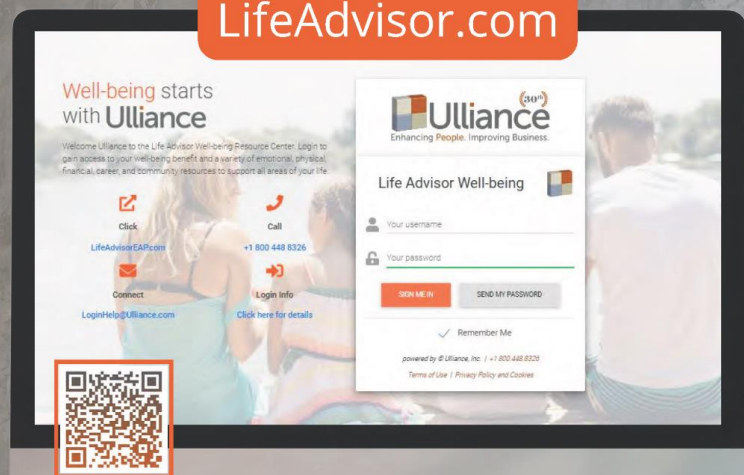 LifeAdvisor.com
Well-being starts
with Ulliance
Welcome Ulliance to the Life Advisor Well-being Resource Center. Login to
gain access to your well-being benefit and a variety of emotional, physical,
financial, career, and community resources to support all areas of your life
Click
LifeAdvisorEAP.com
Call
+1 800 448 8326
Connect
LoginHelp@Ulliance.com
Login Info
Click here for details
(30th)
Ulliance
Enhancing People. Improving Business.
Life Advisor Well-being
Your username
Your password
SIGN ME IN
SEND MY PASSWORD
Remember Me
powered by © Ulliance, Inc. | +1 800 448 8326
Terms of Use | Privacy Policy and Cookies